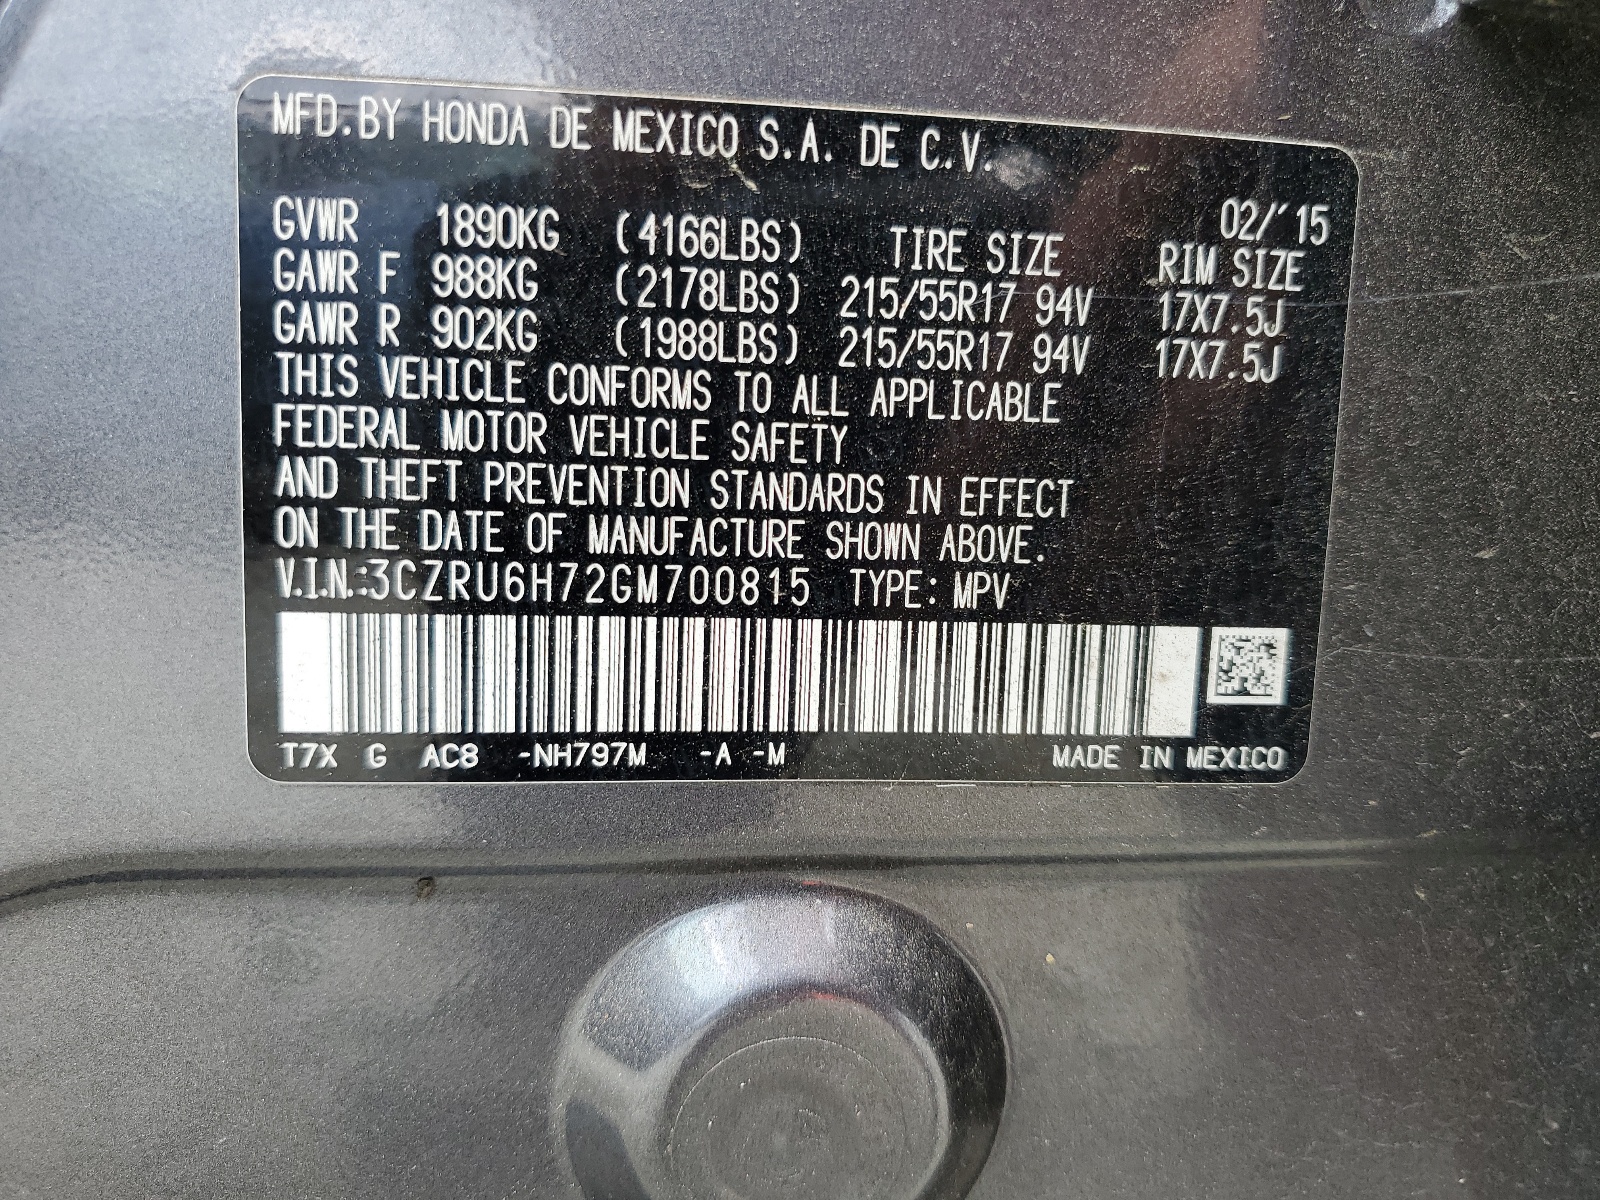 MFD.BY HONDA DE MEXICO S.A. DE C.V.
02/'15
GVWR 1890KG (4166LBS) TIRE SIZE RIM SIZE
GAWR F 988KG (2178LBS) 215/55R17 94V 17X7.5J
GAWR R 902KG (1988LBS) 215/55R17 94V 17X7.5J
THIS VEHICLE CONFORMS TO ALL APPLICABLE
FEDERAL MOTOR VEHICLE SAFETY
AND THEFT PREVENTION STANDARDS IN EFFECT
ON THE DATE OF MANUFACTURE SHOWN ABOVE.
V.I.N.:3CZRU6H72GM700815 TYPE: MPV
T7X G AC8 -NH797M -A -M MADE IN MEXICO